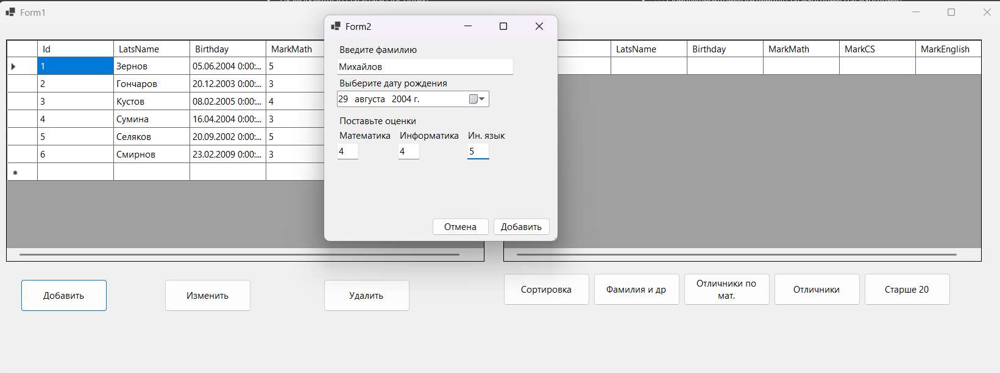 Form1
Id LatsName Birthday MarkMath
1 Зернов 05.06.2004 0:00:... 5
2 Гончаров 20.12.2003 0:00:... 3
3 Кустов 08.02.2005 0:00:... 4
4 Сумина 16.04.2004 0:00:... 3
5 Селяков 20.09.2002 0:00:... 5
6 Смирнов 23.02.2009 0:00:... 3
Form2
Введите фамилию
Михайлов
Выберите дату рождения
29 августа 2004 г.
Поставьте оценки
Математика Информатика Ин. язык
4 4 5
Отмена Добавить
LatsName Birthday MarkMath MarkCS MarkEnglish
Добавить Изменить Удалить
Сортировка Фамилия и др Отличники по
мат. Отличники Старше 20